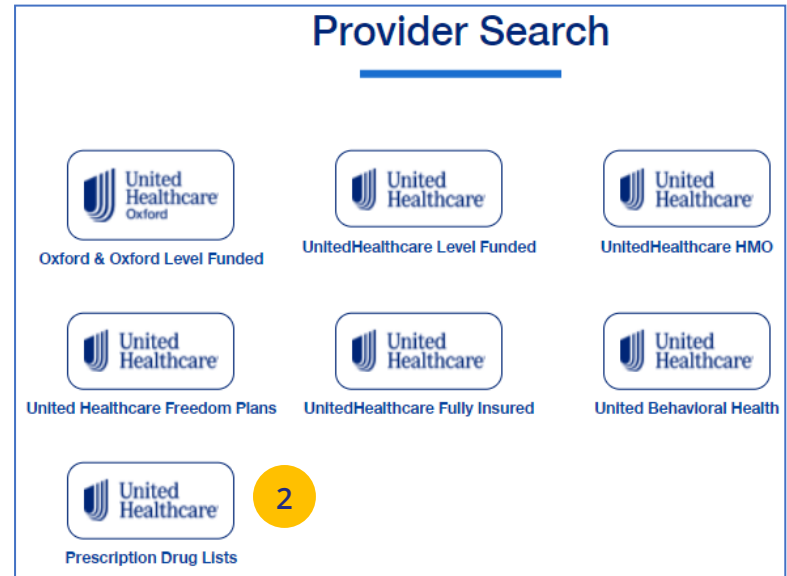 Provider Search
United
Healthcare
Oxford
Oxford & Oxford Level Funded
United
Healthcare
UnitedHealthcare Level Funded
United
Healthcare
UnitedHealthcare HMO
United
Healthcare
United Healthcare Freedom Plans
United
Healthcare
UnitedHealthcare Fully Insured
United
Healthcare
United Behavioral Health
United
Healthcare
2
Prescription Drug Lists